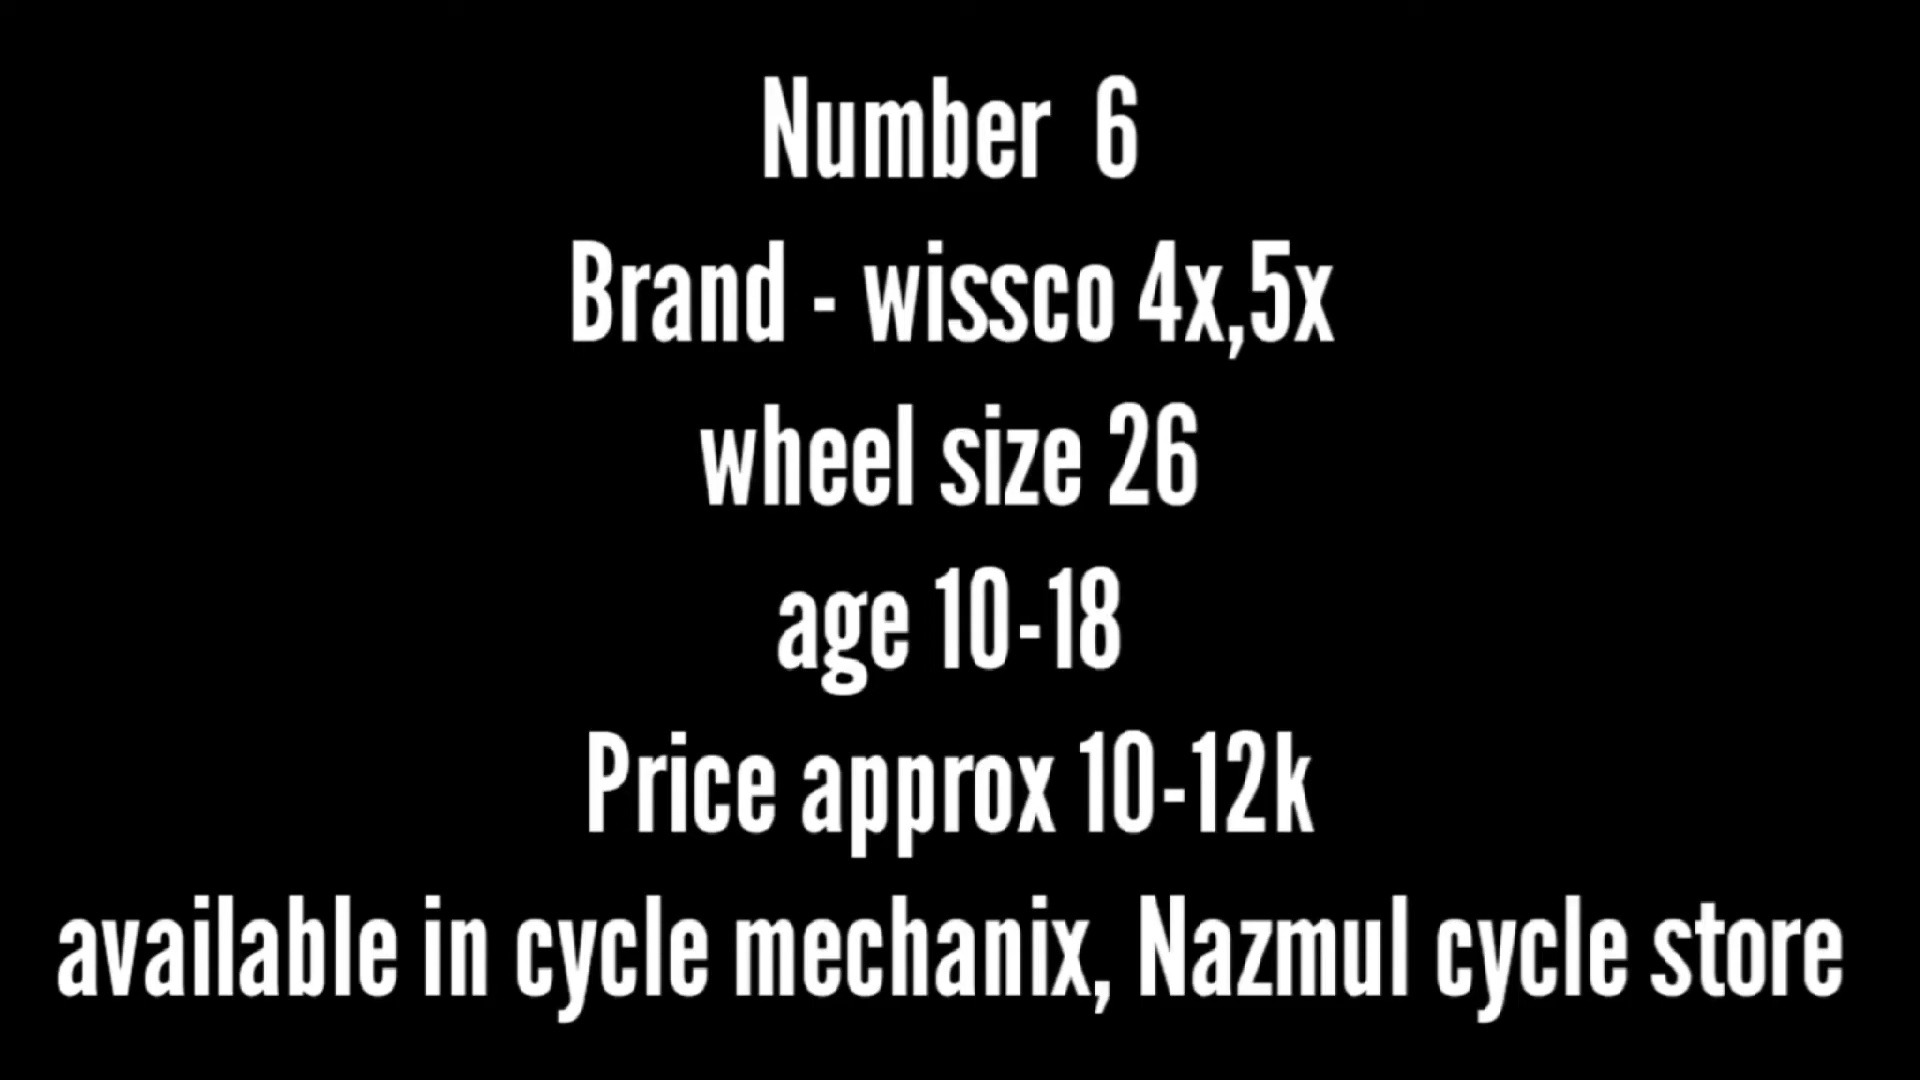 Number 6
Brand - wissco 4x,5x
wheel size 26
age 10-18
Price approx 10-12k
available in cycle mechanix, Nazmul cycle store